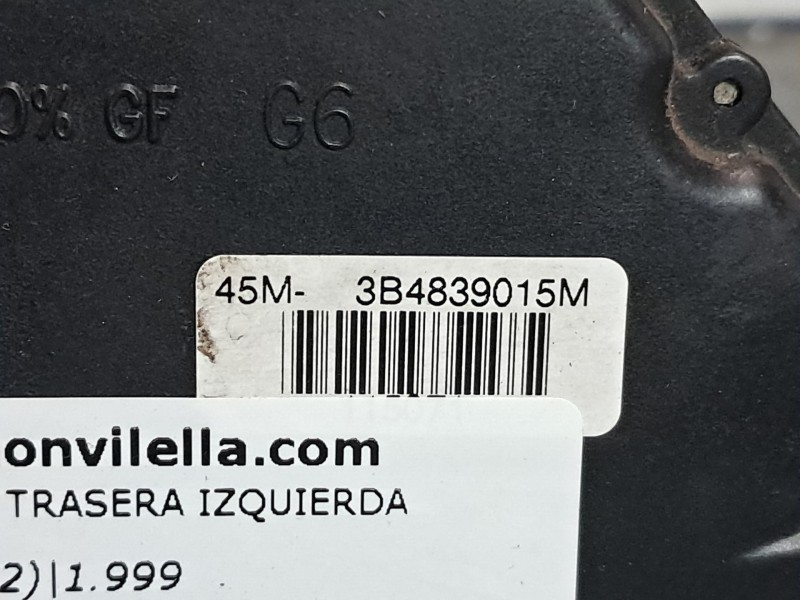 0% GF G6
45M- 3B4839015M
onvilella.com
TRASERA IZQUIERDA
2)|1.999